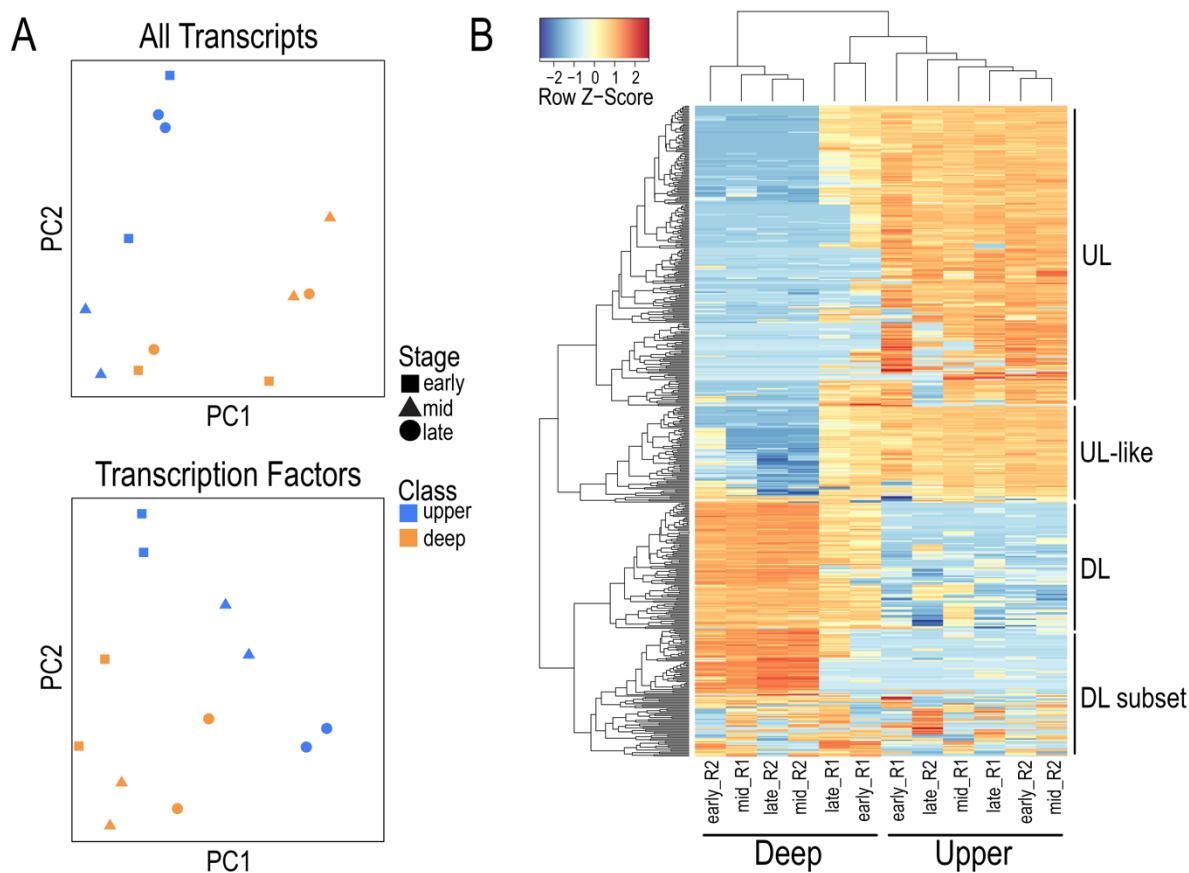 A
All Transcripts
PC2
PC1
Stage
early
mid
late
Transcription Factors
Class
upper
deep
PC2
PC1
B
-2 -1 0 1 2
Row Z-Score
UL
UL-like
DL
DL subset
early_R2
mid_R1
late_R2
mid_R2
late_R1
early_R1
early_R1
late_R2
mid_R1
late_R1
early_R2
mid_R2
Deep
Upper